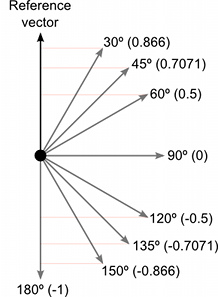 Reference
vector
30º (0.866)
45º (0.7071)
60º (0.5)
90º (0)
120º (-0.5)
135º (-0.7071)
150º (-0.866)
180º (-1)